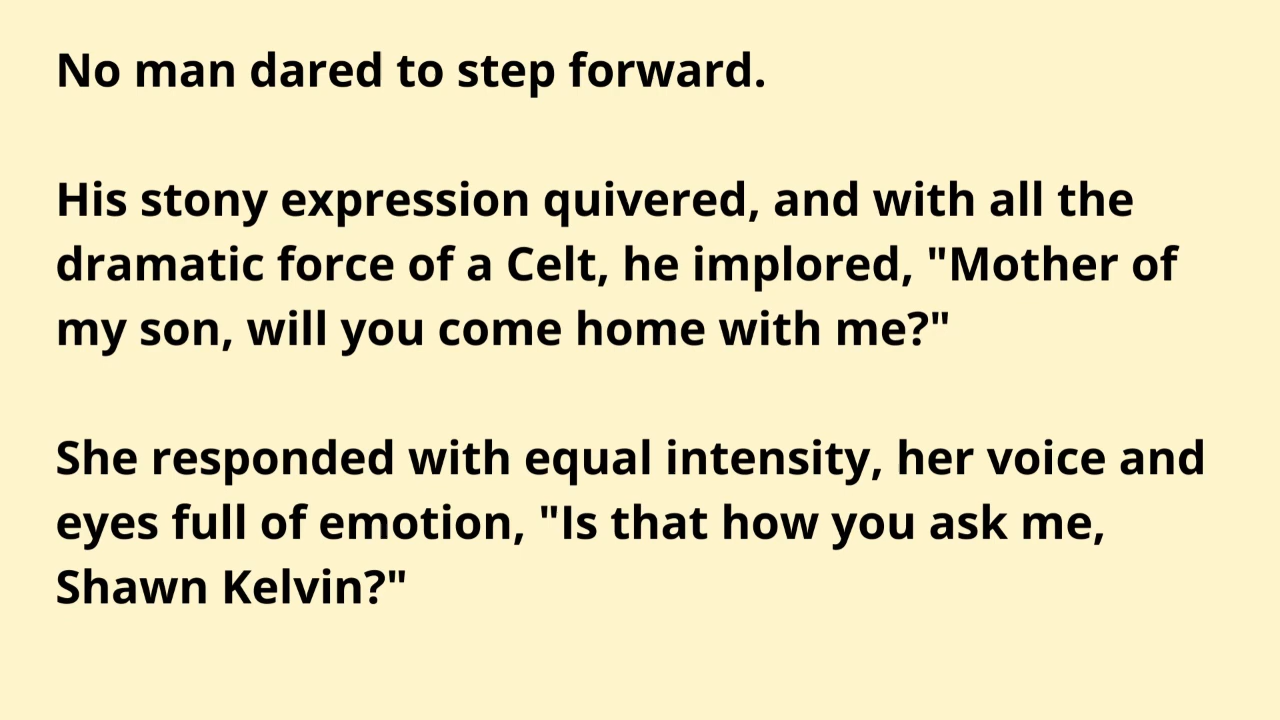 No man dared to step forward.
His stony expression quivered, and with all the
dramatic force of a Celt, he implored, "Mother of
my son, will you come home with me?"
She responded with equal intensity, her voice and
eyes full of emotion, "Is that how you ask me,
Shawn Kelvin?"